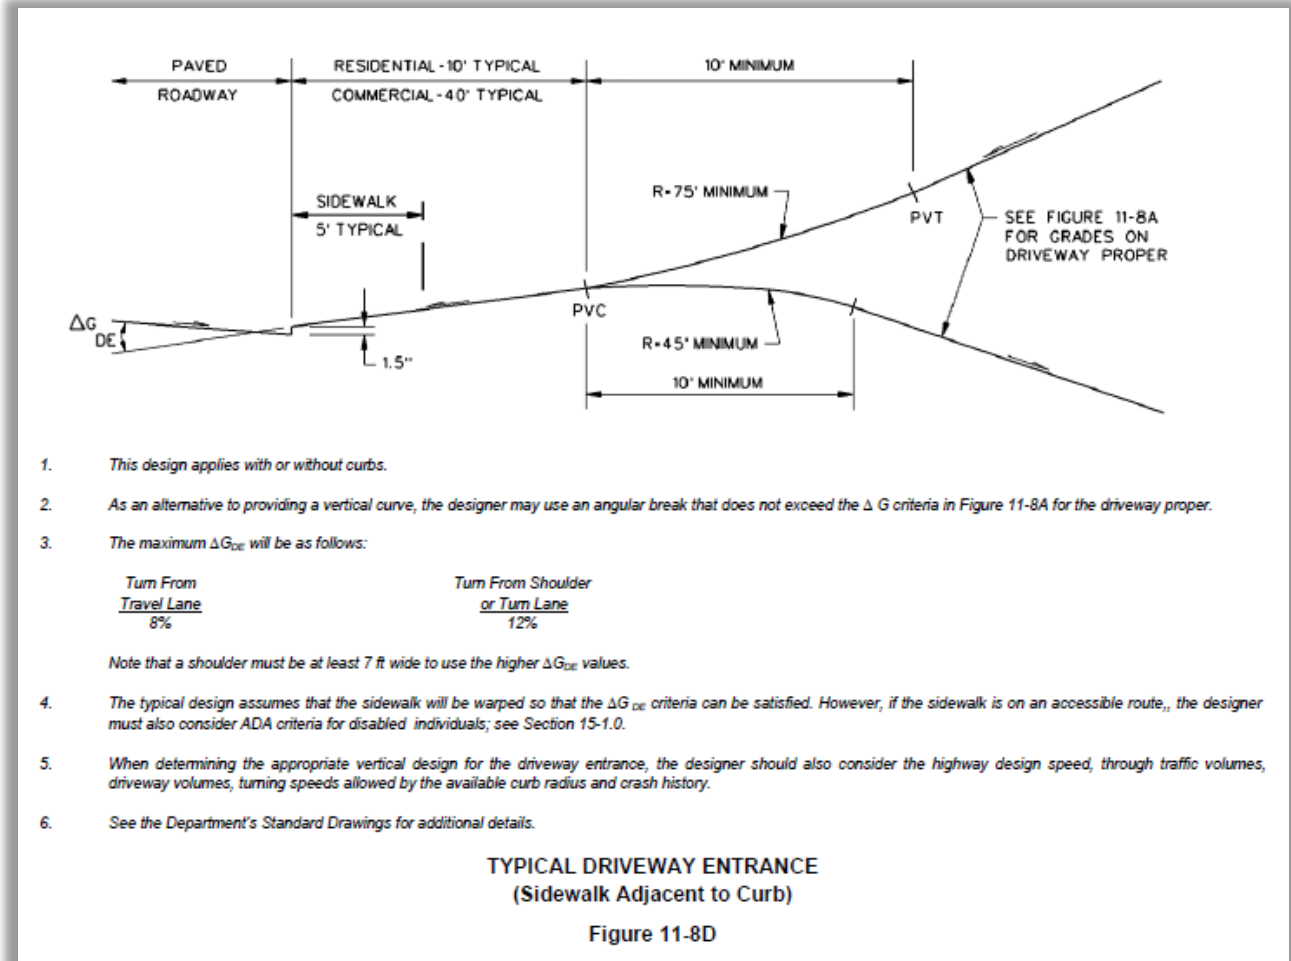 PAVED
ROADWAY
RESIDENTIAL-10' TYPICAL
COMMERCIAL-40' TYPICAL
10' MINIMUM
SIDEWALK
5' TYPICAL
R=75' MINIMUM
PVT
SEE FIGURE 11-8A
FOR GRADES ON
DRIVEWAY PROPER
ΔG
DE
PVC
1.5"
R=45' MINIMUM
10' MINIMUM
1. This design applies with or without curbs.
2. As an alternative to providing a vertical curve, the designer may use an angular break that does not exceed the Δ G criteria in Figure 11-8A for the driveway proper.
3. The maximum ΔG_DE will be as follows:
Turn From Turn From Shoulder
Travel Lane or Turn Lane
8% 12%
Note that a shoulder must be at least 7 ft wide to use the higher ΔG_DE values.
4. The typical design assumes that the sidewalk will be warped so that the ΔG_DE criteria can be satisfied. However, if the sidewalk is on an accessible route,, the designer
must also consider ADA criteria for disabled individuals; see Section 15-1.0.
5. When determining the appropriate vertical design for the driveway entrance, the designer should also consider the highway design speed, through traffic volumes,
driveway volumes, turning speeds allowed by the available curb radius and crash history.
6. See the Department's Standard Drawings for additional details.
TYPICAL DRIVEWAY ENTRANCE
(Sidewalk Adjacent to Curb)
Figure 11-8D